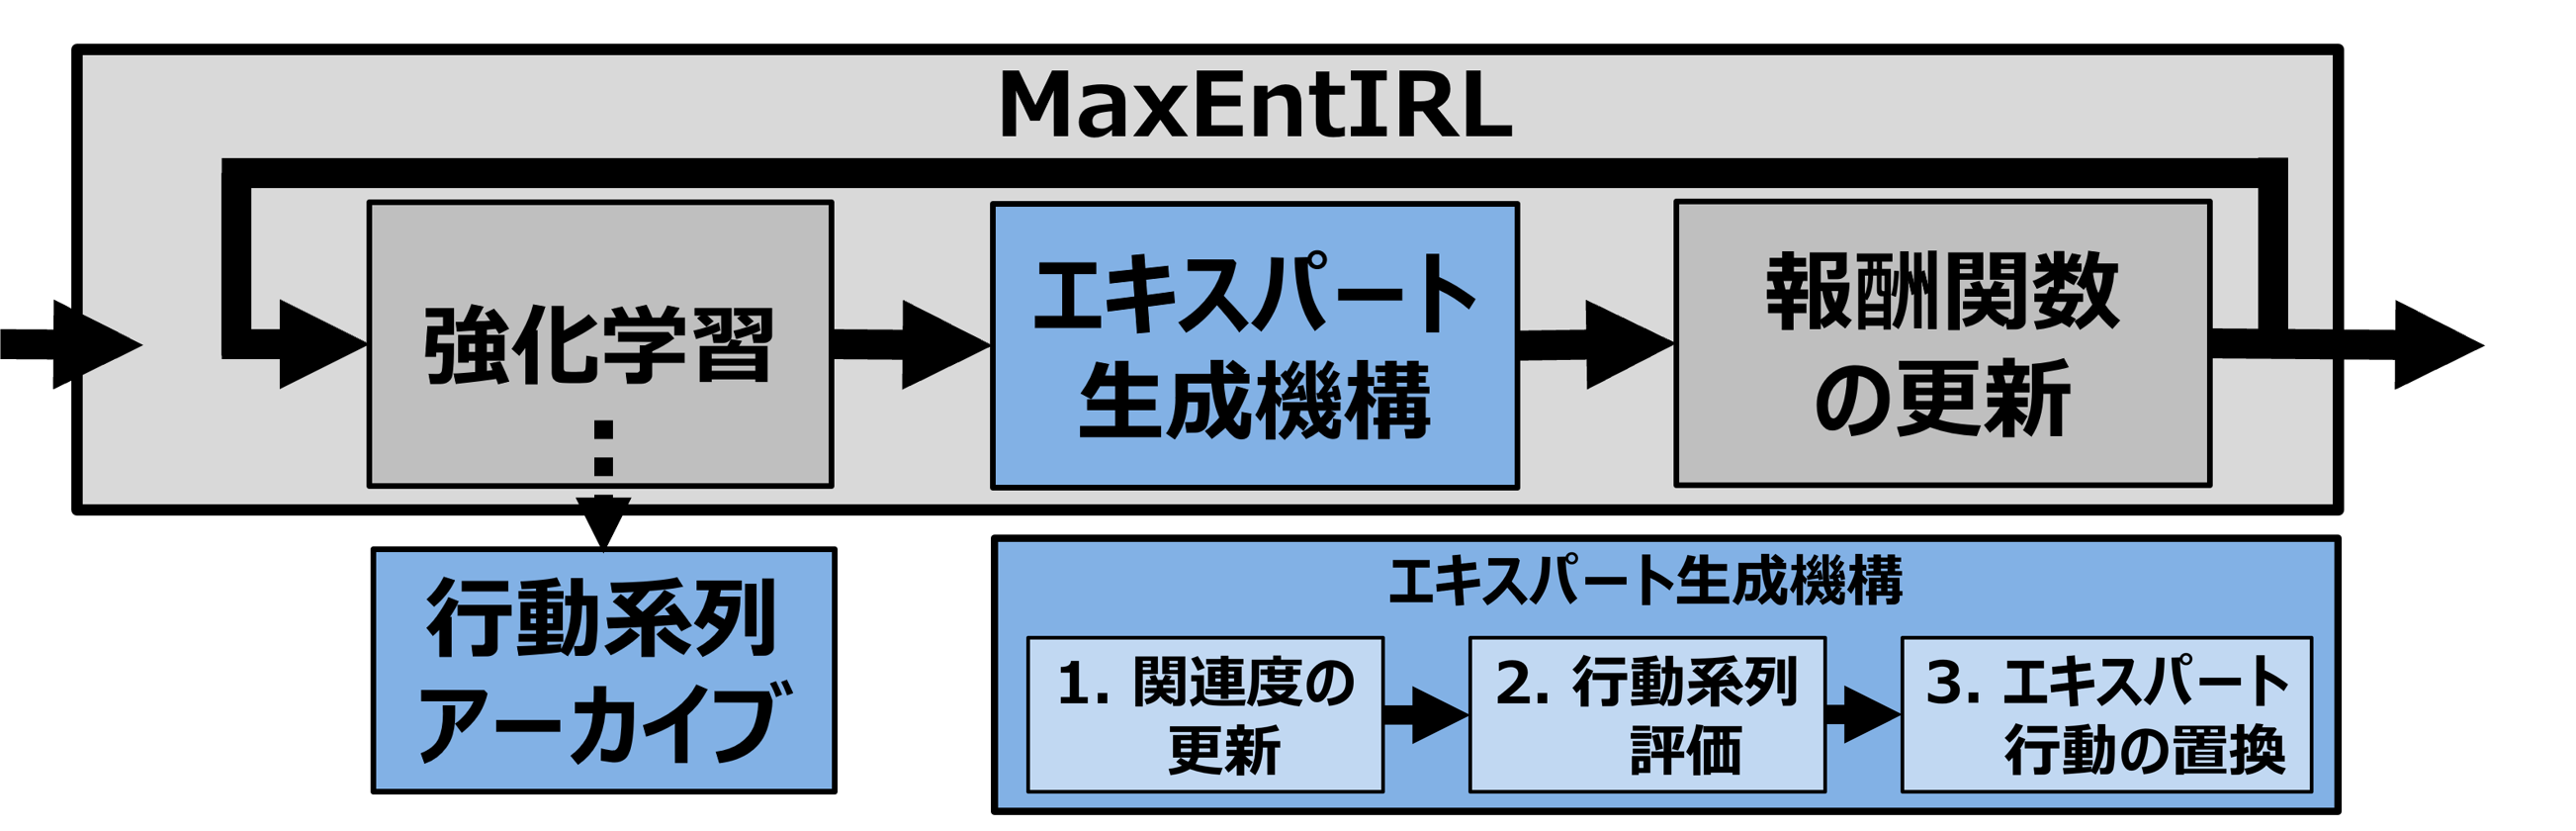 MaxEntIRL
強化学習
エキスパート
生成機構
報酬関数
の更新
行動系列
アーカイブ
エキスパート生成機構
1. 関連度の
更新
2. 行動系列
評価
3. エキスパート
行動の置換